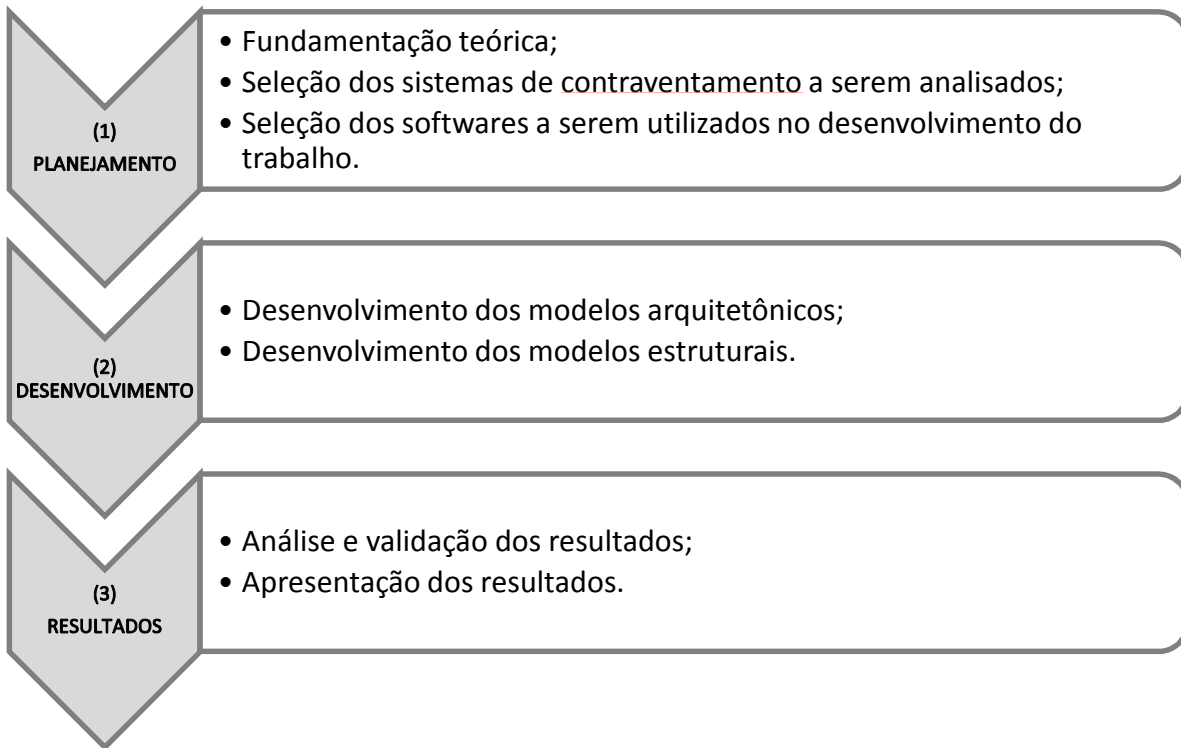 (1)
PLANEJAMENTO
• Fundamentação teórica;
• Seleção dos sistemas de contraventamento a serem analisados;
• Seleção dos softwares a serem utilizados no desenvolvimento do
trabalho.
(2)
DESENVOLVIMENTO
• Desenvolvimento dos modelos arquitetônicos;
• Desenvolvimento dos modelos estruturais.
(3)
RESULTADOS
• Análise e validação dos resultados;
• Apresentação dos resultados.